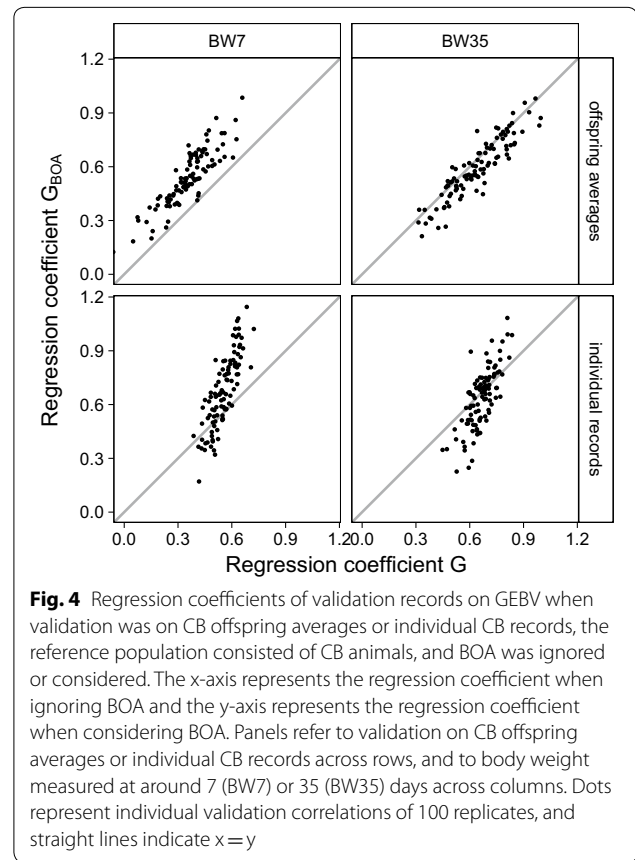 BW7 BW35
1.2
0.9
0.6
0.3
0.0
offspring averages
1.2
0.9
0.6
0.3
0.0
individual records
Regression coefficient G_BOA
0.0 0.3 0.6 0.9 1.2 0.0 0.3 0.6 0.9 1.2
Regression coefficient G
Fig. 4 Regression coefficients of validation records on GEBV when
validation was on CB offspring averages or individual CB records, the
reference population consisted of CB animals, and BOA was ignored
or considered. The x-axis represents the regression coefficient when
ignoring BOA and the y-axis represents the regression coefficient
when considering BOA. Panels refer to validation on CB offspring
averages or individual CB records across rows, and to body weight
measured at around 7 (BW7) or 35 (BW35) days across columns. Dots
represent individual validation correlations of 100 replicates, and
straight lines indicate x = y